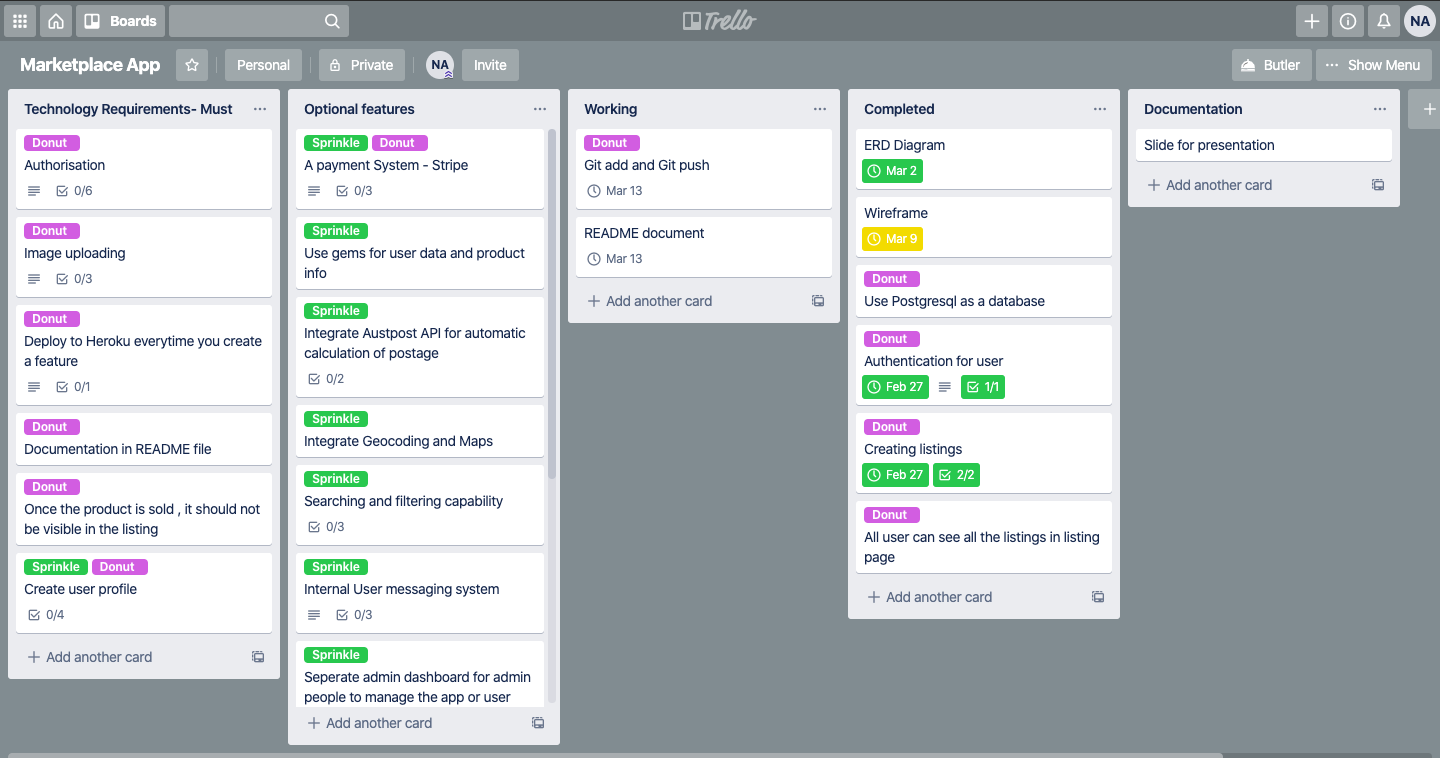 Boards
Trello
NA
Marketplace App
Personal
Private
NA
Invite
Butler
Show Menu
Technology Requirements- Must
Donut
Authorisation
0/6
Donut
Image uploading
0/3
Donut
Deploy to Heroku everytime you create
a feature
0/1
Donut
Documentation in README file
Donut
Once the product is sold , it should not
be visible in the listing
Sprinkle Donut
Create user profile
0/4
Add another card
Optional features
Sprinkle Donut
A payment System - Stripe
0/3
Sprinkle
Use gems for user data and product
info
Sprinkle
Integrate Austpost API for automatic
calculation of postage
0/2
Sprinkle
Integrate Geocoding and Maps
Sprinkle
Searching and filtering capability
0/3
Sprinkle
Internal User messaging system
0/3
Sprinkle
Seperate admin dashboard for admin
people to manage the app or user
Add another card
Working
Donut
Git add and Git push
Mar 13
README document
Mar 13
Add another card
Completed
ERD Diagram
Mar 2
Wireframe
Mar 9
Donut
Use Postgresql as a database
Donut
Authentication for user
Feb 27 1/1
Donut
Creating listings
Feb 27 2/2
Donut
All user can see all the listings in listing
page
Add another card
Documentation
Slide for presentation
Add another card